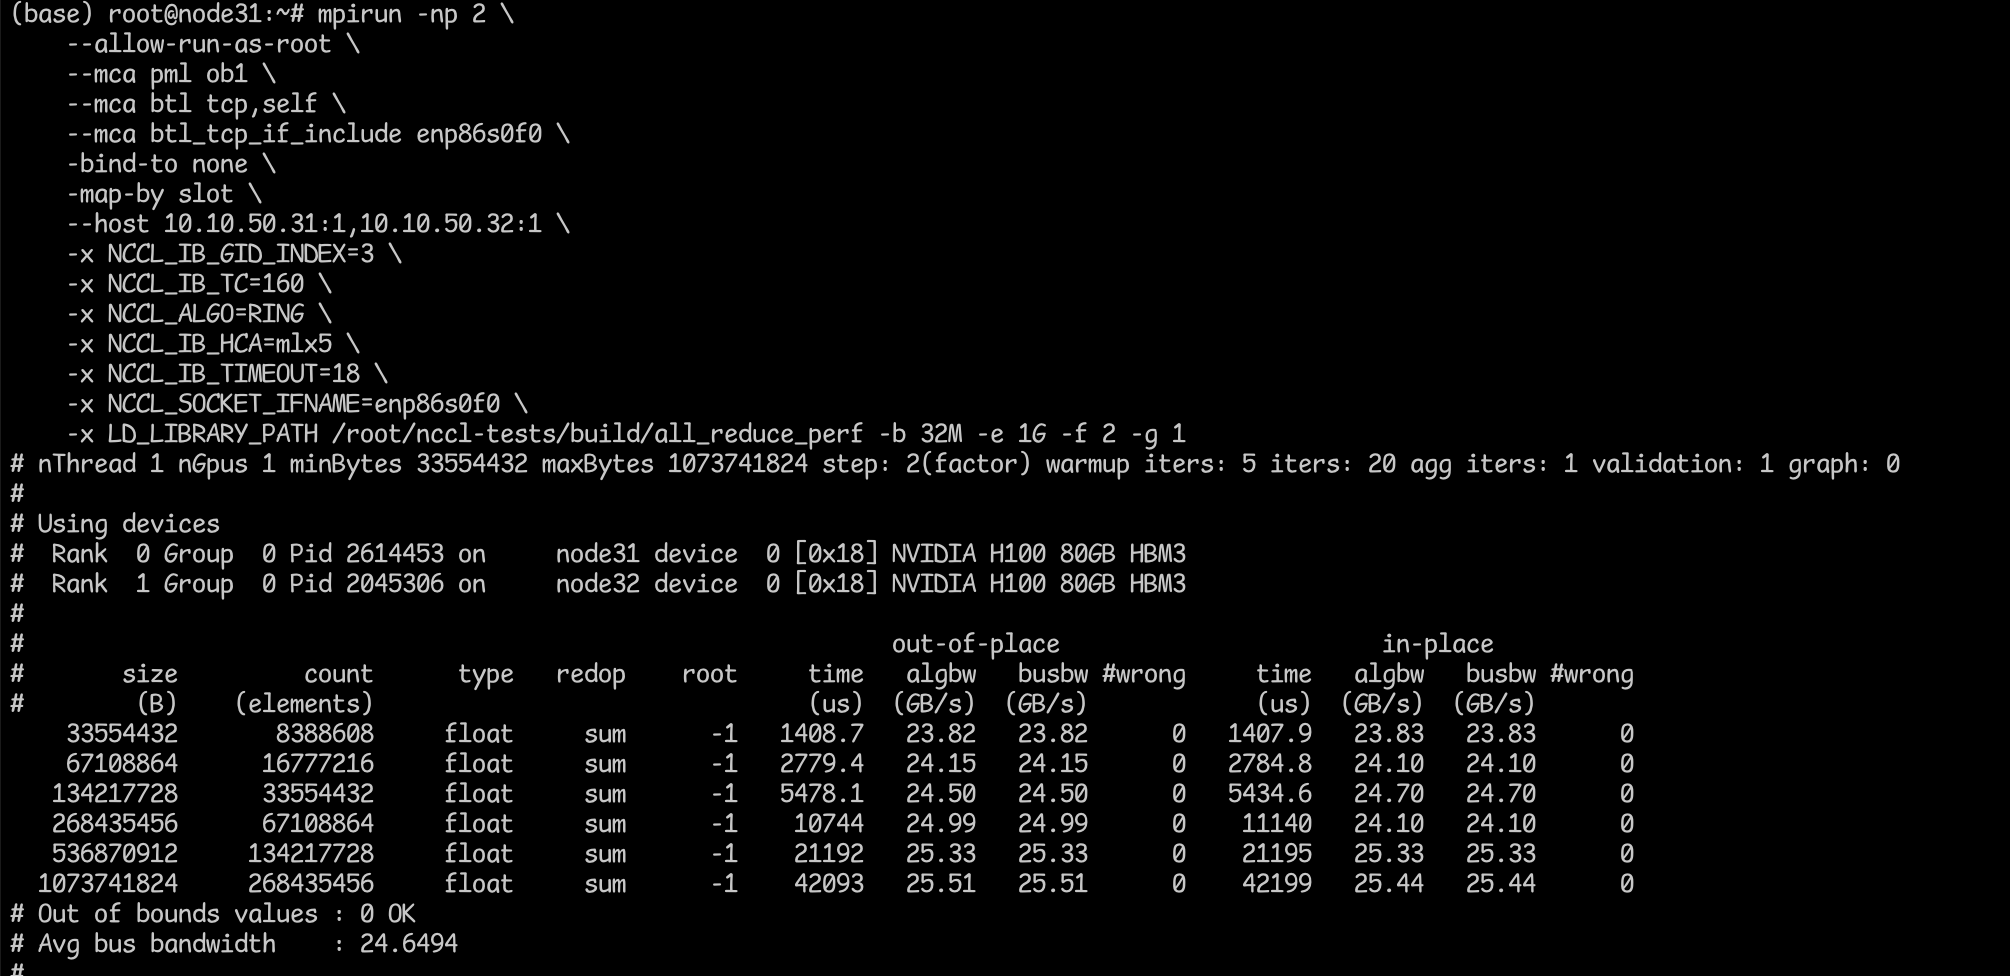 (base) root@node31:~# mpirun -np 2 \
    --allow-run-as-root \
    --mca pml ob1 \
    --mca btl tcp,self \
    --mca btl_tcp_if_include enp86s0f0 \
    -bind-to none \
    -map-by slot \
    --host 10.10.50.31:1,10.10.50.32:1 \
    -x NCCL_IB_GID_INDEX=3 \
    -x NCCL_IB_TC=160 \
    -x NCCL_ALGO=RING \
    -x NCCL_IB_HCA=mlx5 \
    -x NCCL_IB_TIMEOUT=18 \
    -x NCCL_SOCKET_IFNAME=enp86s0f0 \
    -x LD_LIBRARY_PATH /root/nccl-tests/build/all_reduce_perf -b 32M -e 1G -f 2 -g 1
# nThread 1 nGpus 1 minBytes 33554432 maxBytes 1073741824 step: 2(factor) warmup iters: 5 iters: 20 agg iters: 1 validation: 1 graph: 0
#
# Using devices
#  Rank  0 Group  0 Pid 2614453 on     node31 device  0 [0x18] NVIDIA H100 80GB HBM3
#  Rank  1 Group  0 Pid 2045306 on     node32 device  0 [0x18] NVIDIA H100 80GB HBM3
#
#                                                              out-of-place                       in-place
#       size         count      type   redop    root     time   algbw   busbw #wrong     time   algbw   busbw #wrong
#        (B)    (elements)                               (us)  (GB/s)  (GB/s)            (us)  (GB/s)  (GB/s)
    33554432       8388608     float     sum      -1   1408.7   23.82   23.82      0   1407.9   23.83   23.83      0
    67108864      16777216     float     sum      -1   2779.4   24.15   24.15      0   2784.8   24.10   24.10      0
   134217728      33554432     float     sum      -1   5478.1   24.50   24.50      0   5434.6   24.70   24.70      0
   268435456      67108864     float     sum      -1    10744   24.99   24.99      0    11140   24.10   24.10      0
   536870912     134217728     float     sum      -1    21192   25.33   25.33      0    21195   25.33   25.33      0
  1073741824     268435456     float     sum      -1    42093   25.51   25.51      0    42199   25.44   25.44      0
# Out of bounds values : 0 OK
# Avg bus bandwidth    : 24.6494
#